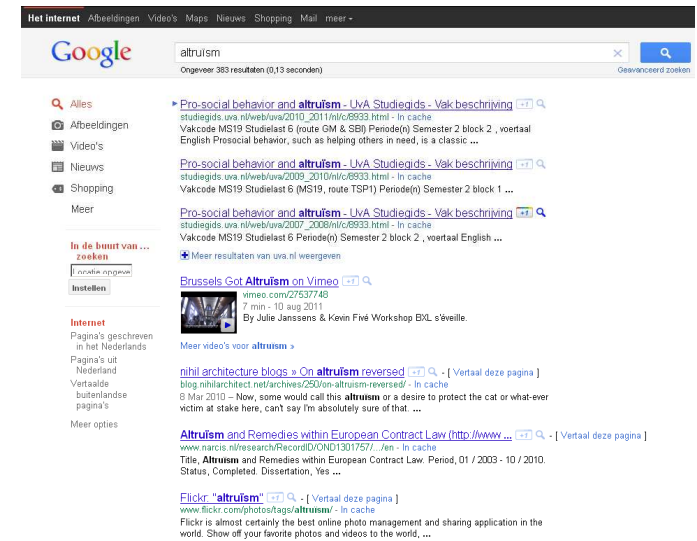 Het internet Afbeeldingen Video's Maps Nieuws Shopping Mail meer
Google
altruïsm
Ongeveer 383 resultaten (0,13 seconden)
Geavanceerd zoeken
Alles
Afbeeldingen
Video's
Nieuws
Shopping
Meer
In de buurt van ...
zoeken
Locatie opgeve
Instellen
Internet
Pagina's geschreven
in het Nederlands
Pagina's uit
Nederland
Vertaalde
buitenlandse
pagina's
Meer opties
Pro-social behavior and altruïsm - UvA Studiegids - Vak beschrijving +1
studiegids.uva.nl/web/uva/2010_2011/nl/c/8933.html - In cache
Vakcode MS19 Studielast 6 (route GM & SBI) Periode(n) Semester 2 block 2 , voertaal
English Prosocial behavior, such as helping others in need, is a classic ...
Pro-social behavior and altruïsm - UvA Studiegids - Vak beschrijving +1
studiegids.uva.nl/web/uva/2009_2010/nl/c/8933.html - In cache
Vakcode MS19 Studielast 6 (MS19, route TSP1) Periode(n) Semester 2 block 1 ...
Pro-social behavior and altruïsm - UvA Studiegids - Vak beschrijving +1
studiegids.uva.nl/web/uva/2007_2008/nl/c/8933.html - In cache
Vakcode MS19 Studielast 6 Periode(n) Semester 2 block 2 , voertaal English ...
Meer resultaten van uva.nl weergeven
Brussels Got Altruïsm on Vimeo +1
vimeo.com/27537748
7 min - 10 aug 2011
By Julie Janssens & Kevin Fivé Workshop BXL s'éveille.
Meer video's voor altruïsm »
nihil architecture blogs » On altruïsm reversed +1 - [ Vertaal deze pagina ]
blog.nihilarchitect.net/archives/250/on-altruism-reversed/ - In cache
8 Mar 2010 – Now, some would call this altruïsm or a desire to protect the cat or what-ever
victim at stake here, can't say I'm absolutely sure of that. ...
Altruïsm and Remedies within European Contract Law (http://www ... +1 - [ Vertaal deze pagina ]
www.narcis.nl/research/RecordID/OND1301757/.../en - In cache
Title, Altruïsm and Remedies within European Contract Law. Period, 01 / 2003 - 10 / 2010.
Status, Completed. Dissertation, Yes ...
Flickr: "altruïsm" +1 - [ Vertaal deze pagina ]
www.flickr.com/photos/tags/altruïsm/ - In cache
Flickr is almost certainly the best online photo management and sharing application in the
world. Show off your favorite photos and videos to the world, ...